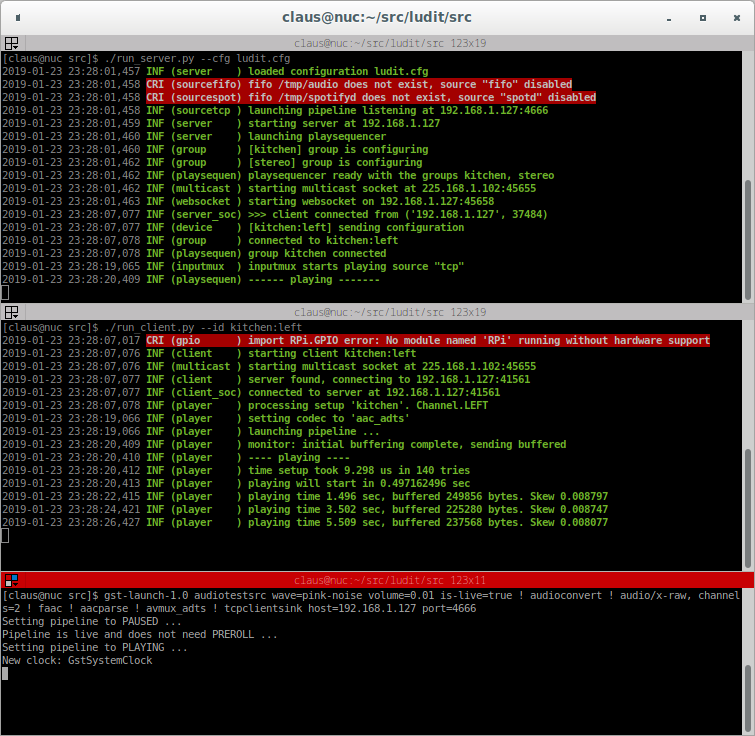 claus@nuc:~/src/ludit/src
claus@nuc:~/src/ludit/src 123x19
[claus@nuc src]$ ./run_server.py --cfg ludit.cfg
2019-01-23 23:28:01,457 INF (server    ) loaded configuration ludit.cfg
2019-01-23 23:28:01,458 CRI (sourcefifo) fifo /tmp/audio does not exist, source "fifo" disabled
2019-01-23 23:28:01,458 CRI (sourcespot) fifo /tmp/spotifyd does not exist, source "spotd" disabled
2019-01-23 23:28:01,458 INF (sourcetcp ) launching pipeline listening at 192.168.1.127:4666
2019-01-23 23:28:01,459 INF (server    ) starting server at 192.168.1.127
2019-01-23 23:28:01,460 INF (server    ) launching playsequencer
2019-01-23 23:28:01,460 INF (group     ) [kitchen] group is configuring
2019-01-23 23:28:01,462 INF (group     ) [stereo] group is configuring
2019-01-23 23:28:01,462 INF (playsequen) playsequencer ready with the groups kitchen, stereo
2019-01-23 23:28:01,462 INF (multicast ) starting multicast socket at 225.168.1.102:45655
2019-01-23 23:28:01,463 INF (websocket ) starting websocket on 192.168.1.127:45658
2019-01-23 23:28:07,077 INF (server_soc) >>> client connected from ('192.168.1.127', 37484)
2019-01-23 23:28:07,077 INF (device    ) [kitchen:left] sending configuration
2019-01-23 23:28:07,078 INF (group     ) connected to kitchen:left
2019-01-23 23:28:07,078 INF (playsequen) group kitchen connected
2019-01-23 23:28:19,065 INF (inputmux  ) inputmux starts playing source "tcp"
2019-01-23 23:28:20,409 INF (playsequen) ------ playing -------
claus@nuc:~/src/ludit/src 123x19
[claus@nuc src]$ ./run_client.py --id kitchen:left
2019-01-23 23:28:07,017 CRI (gpio      ) import RPi.GPIO error: No module named 'RPi' running without hardware support
2019-01-23 23:28:07,076 INF (client    ) starting client kitchen:left
2019-01-23 23:28:07,076 INF (multicast ) starting multicast socket at 225.168.1.102:45655
2019-01-23 23:28:07,077 INF (client    ) server found, connecting to 192.168.1.127:41561
2019-01-23 23:28:07,077 INF (client_soc) connected to server at 192.168.1.127:41561
2019-01-23 23:28:07,078 INF (player    ) processing setup 'kitchen'. Channel.LEFT
2019-01-23 23:28:19,066 INF (player    ) setting codec to 'aac_adts'
2019-01-23 23:28:19,066 INF (player    ) launching pipeline ...
2019-01-23 23:28:20,409 INF (player    ) monitor: initial buffering complete, sending buffered
2019-01-23 23:28:20,410 INF (player    ) ---- playing ----
2019-01-23 23:28:20,412 INF (player    ) time setup took 9.298 us in 140 tries
2019-01-23 23:28:20,413 INF (player    ) playing will start in 0.497162496 sec
2019-01-23 23:28:22,415 INF (player    ) playing time 1.496 sec, buffered 249856 bytes. Skew 0.008797
2019-01-23 23:28:24,421 INF (player    ) playing time 3.502 sec, buffered 225280 bytes. Skew 0.008747
2019-01-23 23:28:26,427 INF (player    ) playing time 5.509 sec, buffered 237568 bytes. Skew 0.008077
claus@nuc:~/src/ludit/src 123x11
[claus@nuc src]$ gst-launch-1.0 audiotestsrc wave=pink-noise volume=0.01 is-live=true ! audioconvert ! audio/x-raw, channel
s=2 ! faac ! aacparse ! avmux_adts ! tcpclientsink host=192.168.1.127 port=4666
Setting pipeline to PAUSED ...
Pipeline is live and does not need PREROLL ...
Setting pipeline to PLAYING ...
New clock: GstSystemClock